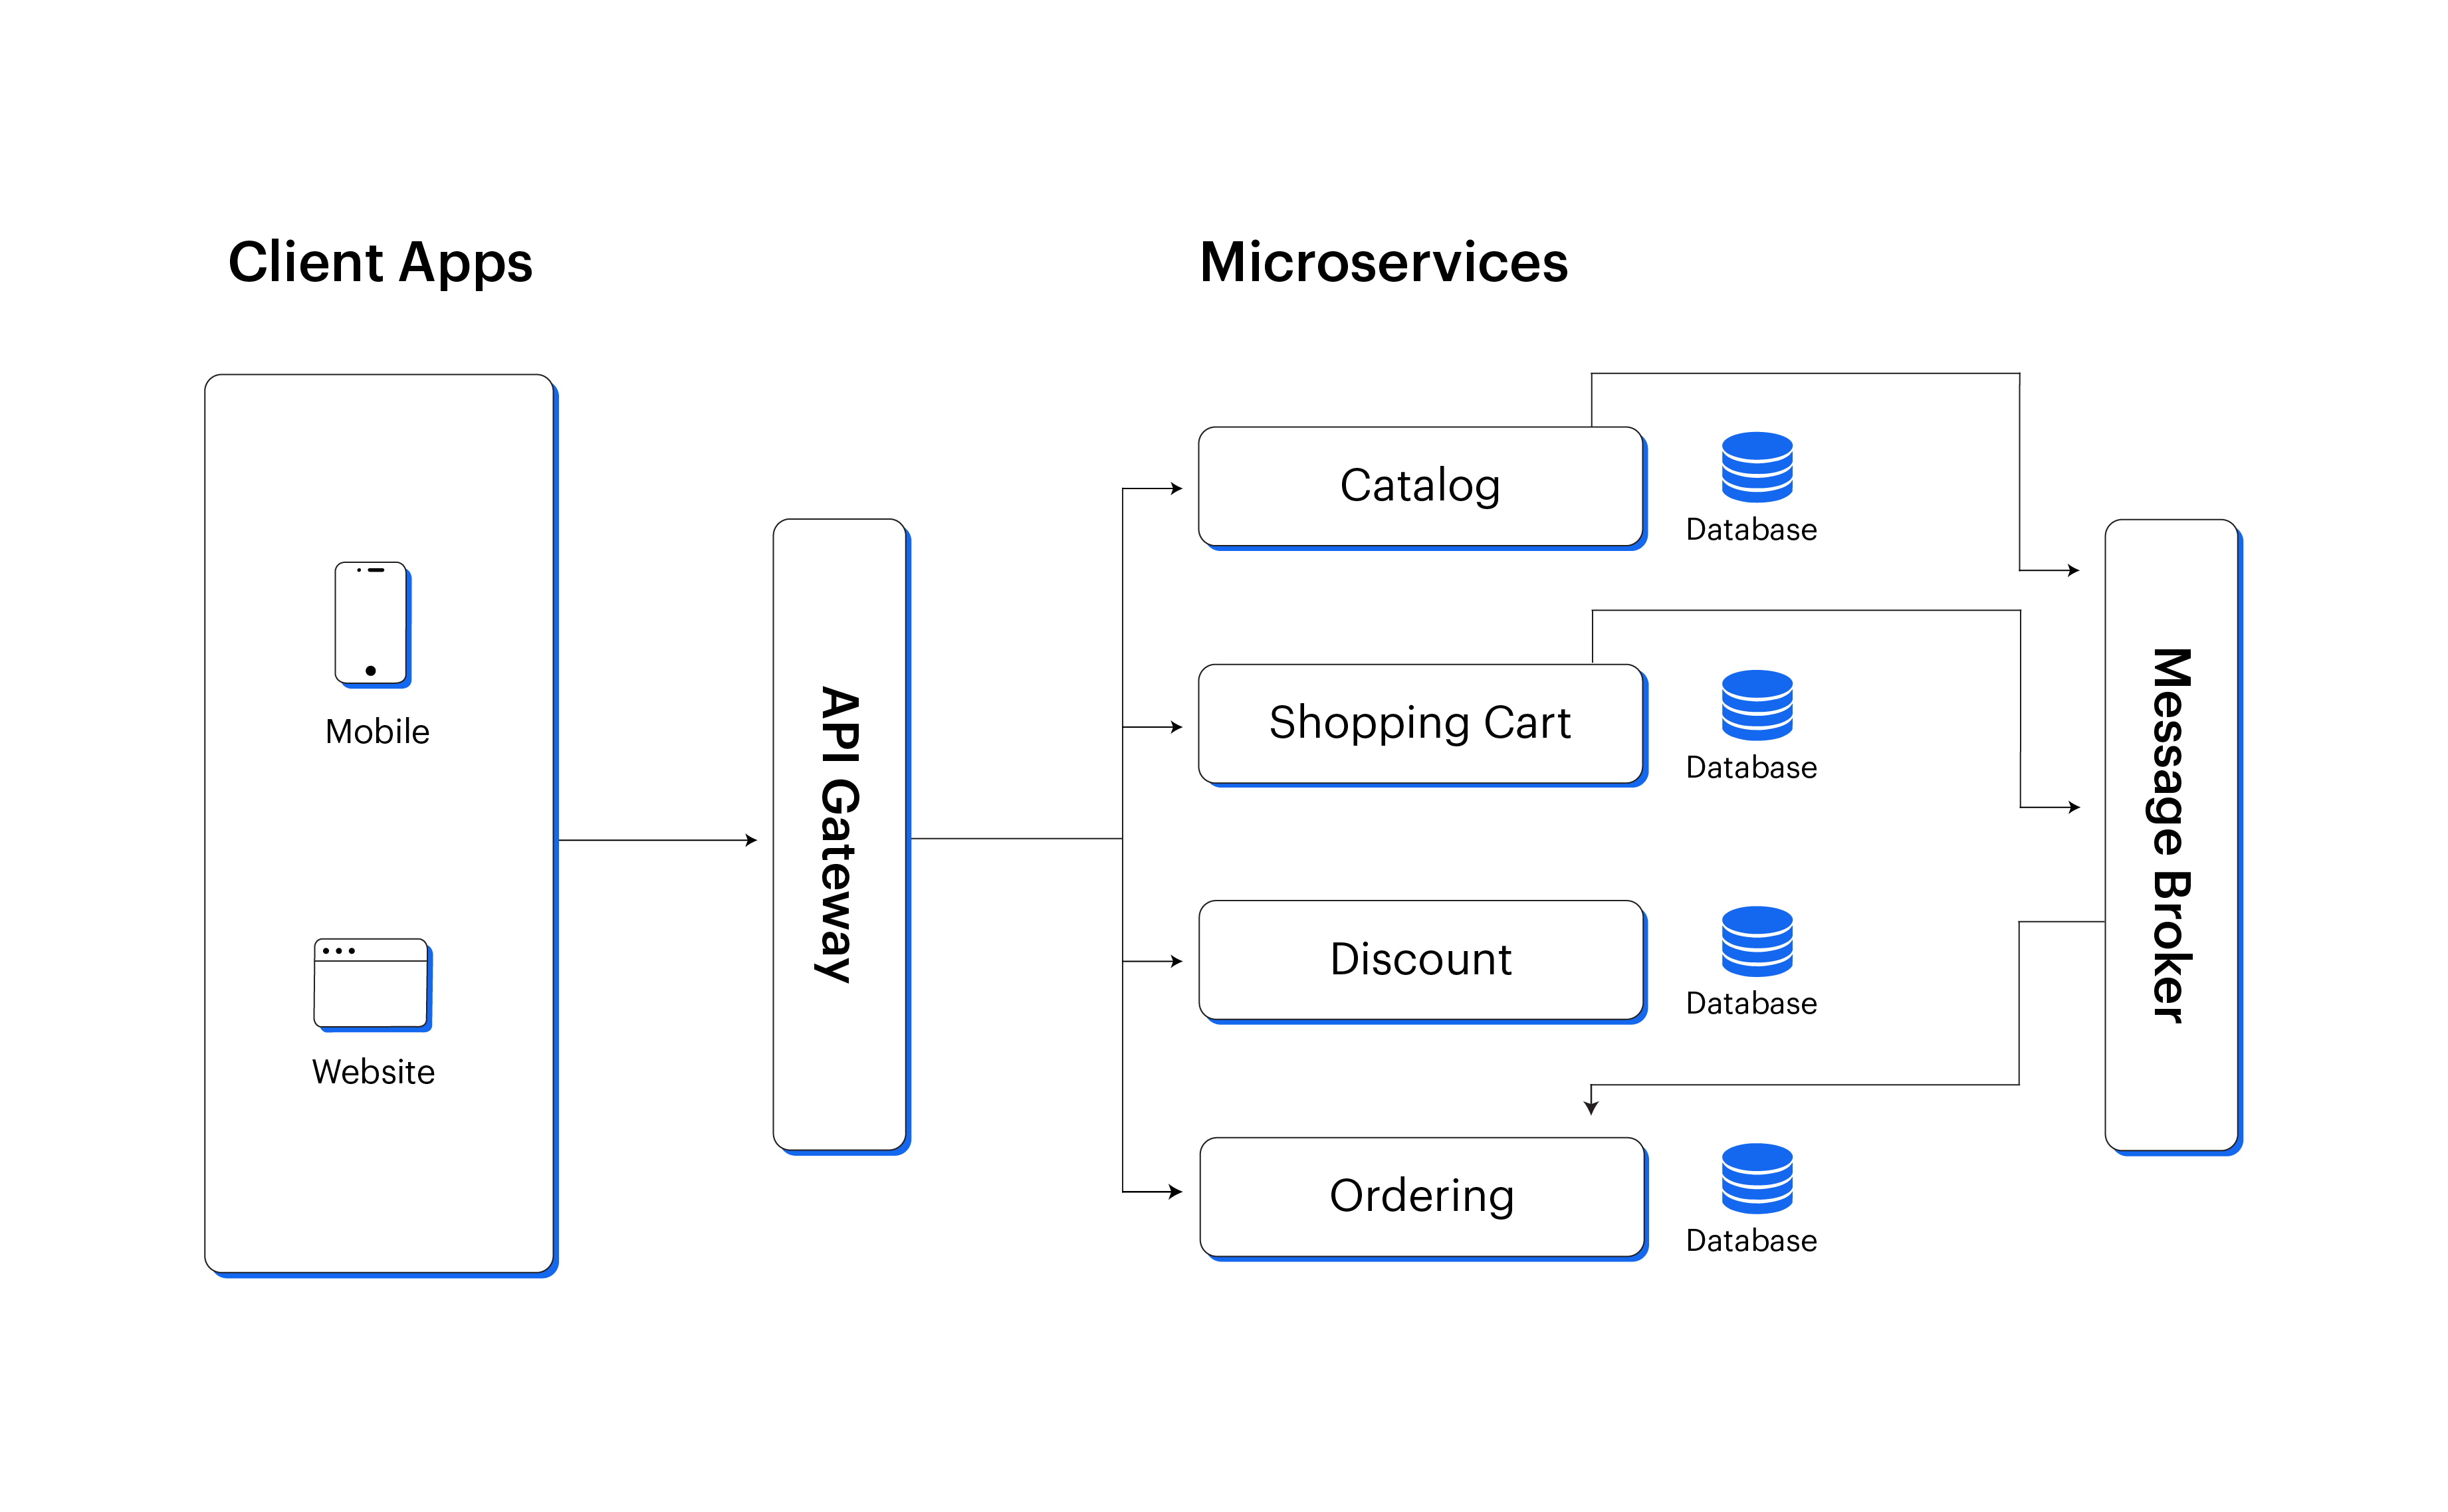 Client Apps
Mobile
Website
API Gateway
Microservices
Catalog
Database
Shopping Cart
Database
Discount
Database
Ordering
Database
Message Broker